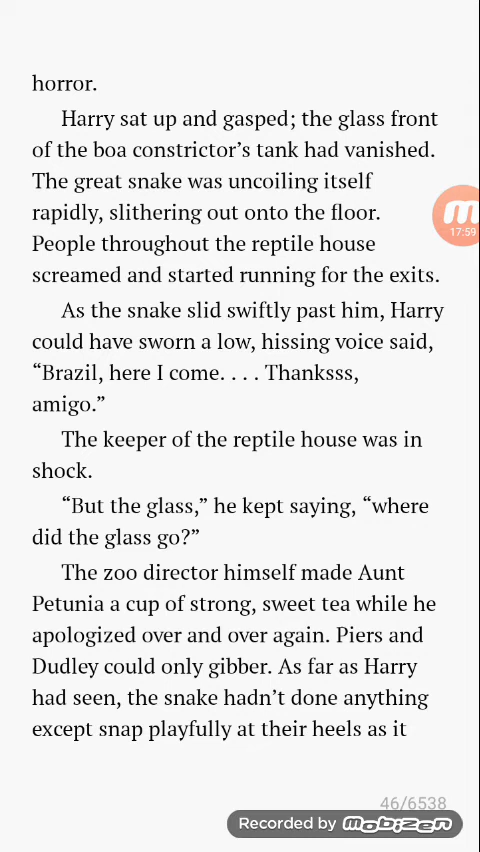 horror.
Harry sat up and gasped; the glass front
of the boa constrictor’s tank had vanished.
The great snake was uncoiling itself
rapidly, slithering out onto the floor.
People throughout the reptile house
screamed and started running for the exits.
As the snake slid swiftly past him, Harry
could have sworn a low, hissing voice said,
“Brazil, here I come. . . . Thanksss,
amigo.”
The keeper of the reptile house was in
shock.
“But the glass,” he kept saying, “where
did the glass go?”
The zoo director himself made Aunt
Petunia a cup of strong, sweet tea while he
apologized over and over again. Piers and
Dudley could only gibber. As far as Harry
had seen, the snake hadn’t done anything
except snap playfully at their heels as it
17:59
46/6538
Recorded by mobizen